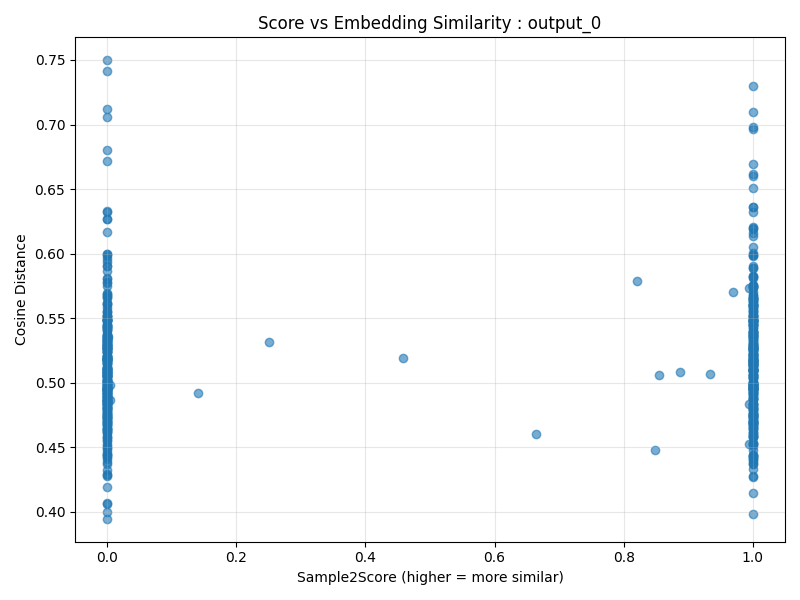 Score vs Embedding Similarity : output_0
0.75
0.70
0.65
0.60
0.55
0.50
0.45
0.40
Cosine Distance
0.0 0.2 0.4 0.6 0.8 1.0
Sample2Score (higher = more similar)